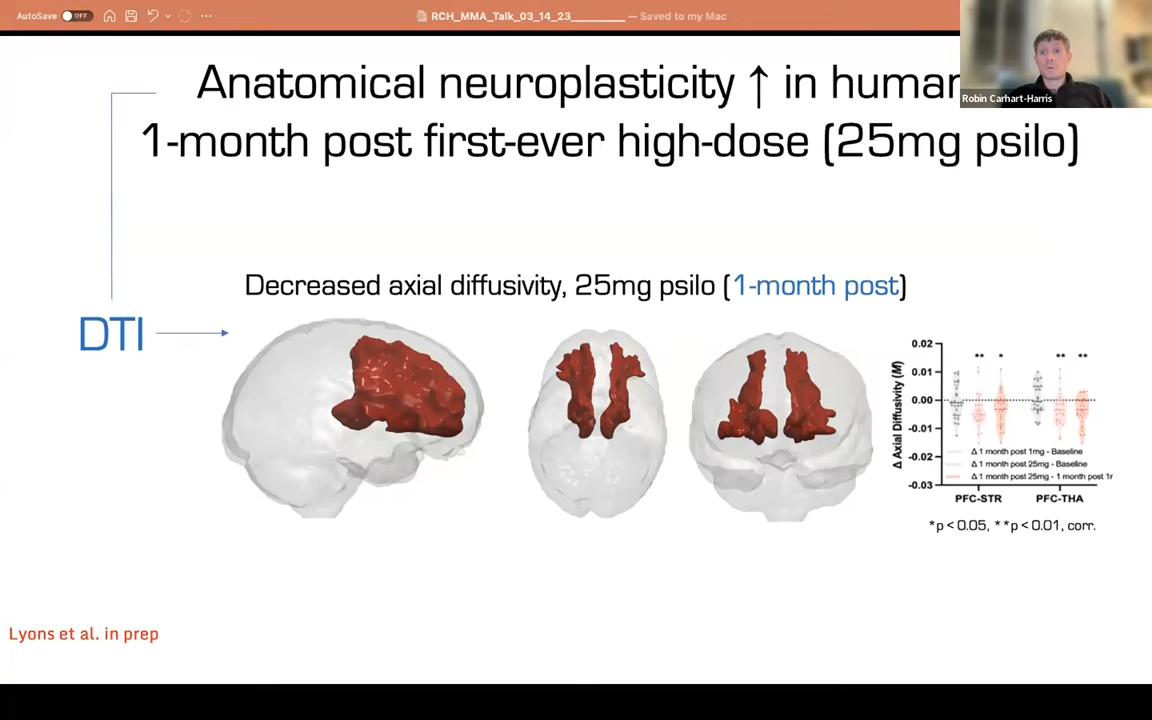 AutoSave OFF
RCH_MMA_Talk_03_14_23_________ — Saved to my Mac
Robin Carhart-Harris
Anatomical neuroplasticity ↑ in human
1-month post first-ever high-dose (25mg psilo)
Decreased axial diffusivity, 25mg psilo (1-month post)
DTI
Δ Axial Diffusivity (M)
0.02
0.01
0.00
-0.01
-0.02
-0.03
** *
** **
Δ 1 month post 1mg - Baseline
Δ 1 month post 25mg - Baseline
Δ 1 month post 25mg - 1 month post 1r
PFC-STR PFC-THA
*p < 0.05, **p < 0.01, corr.
Lyons et al. in prep